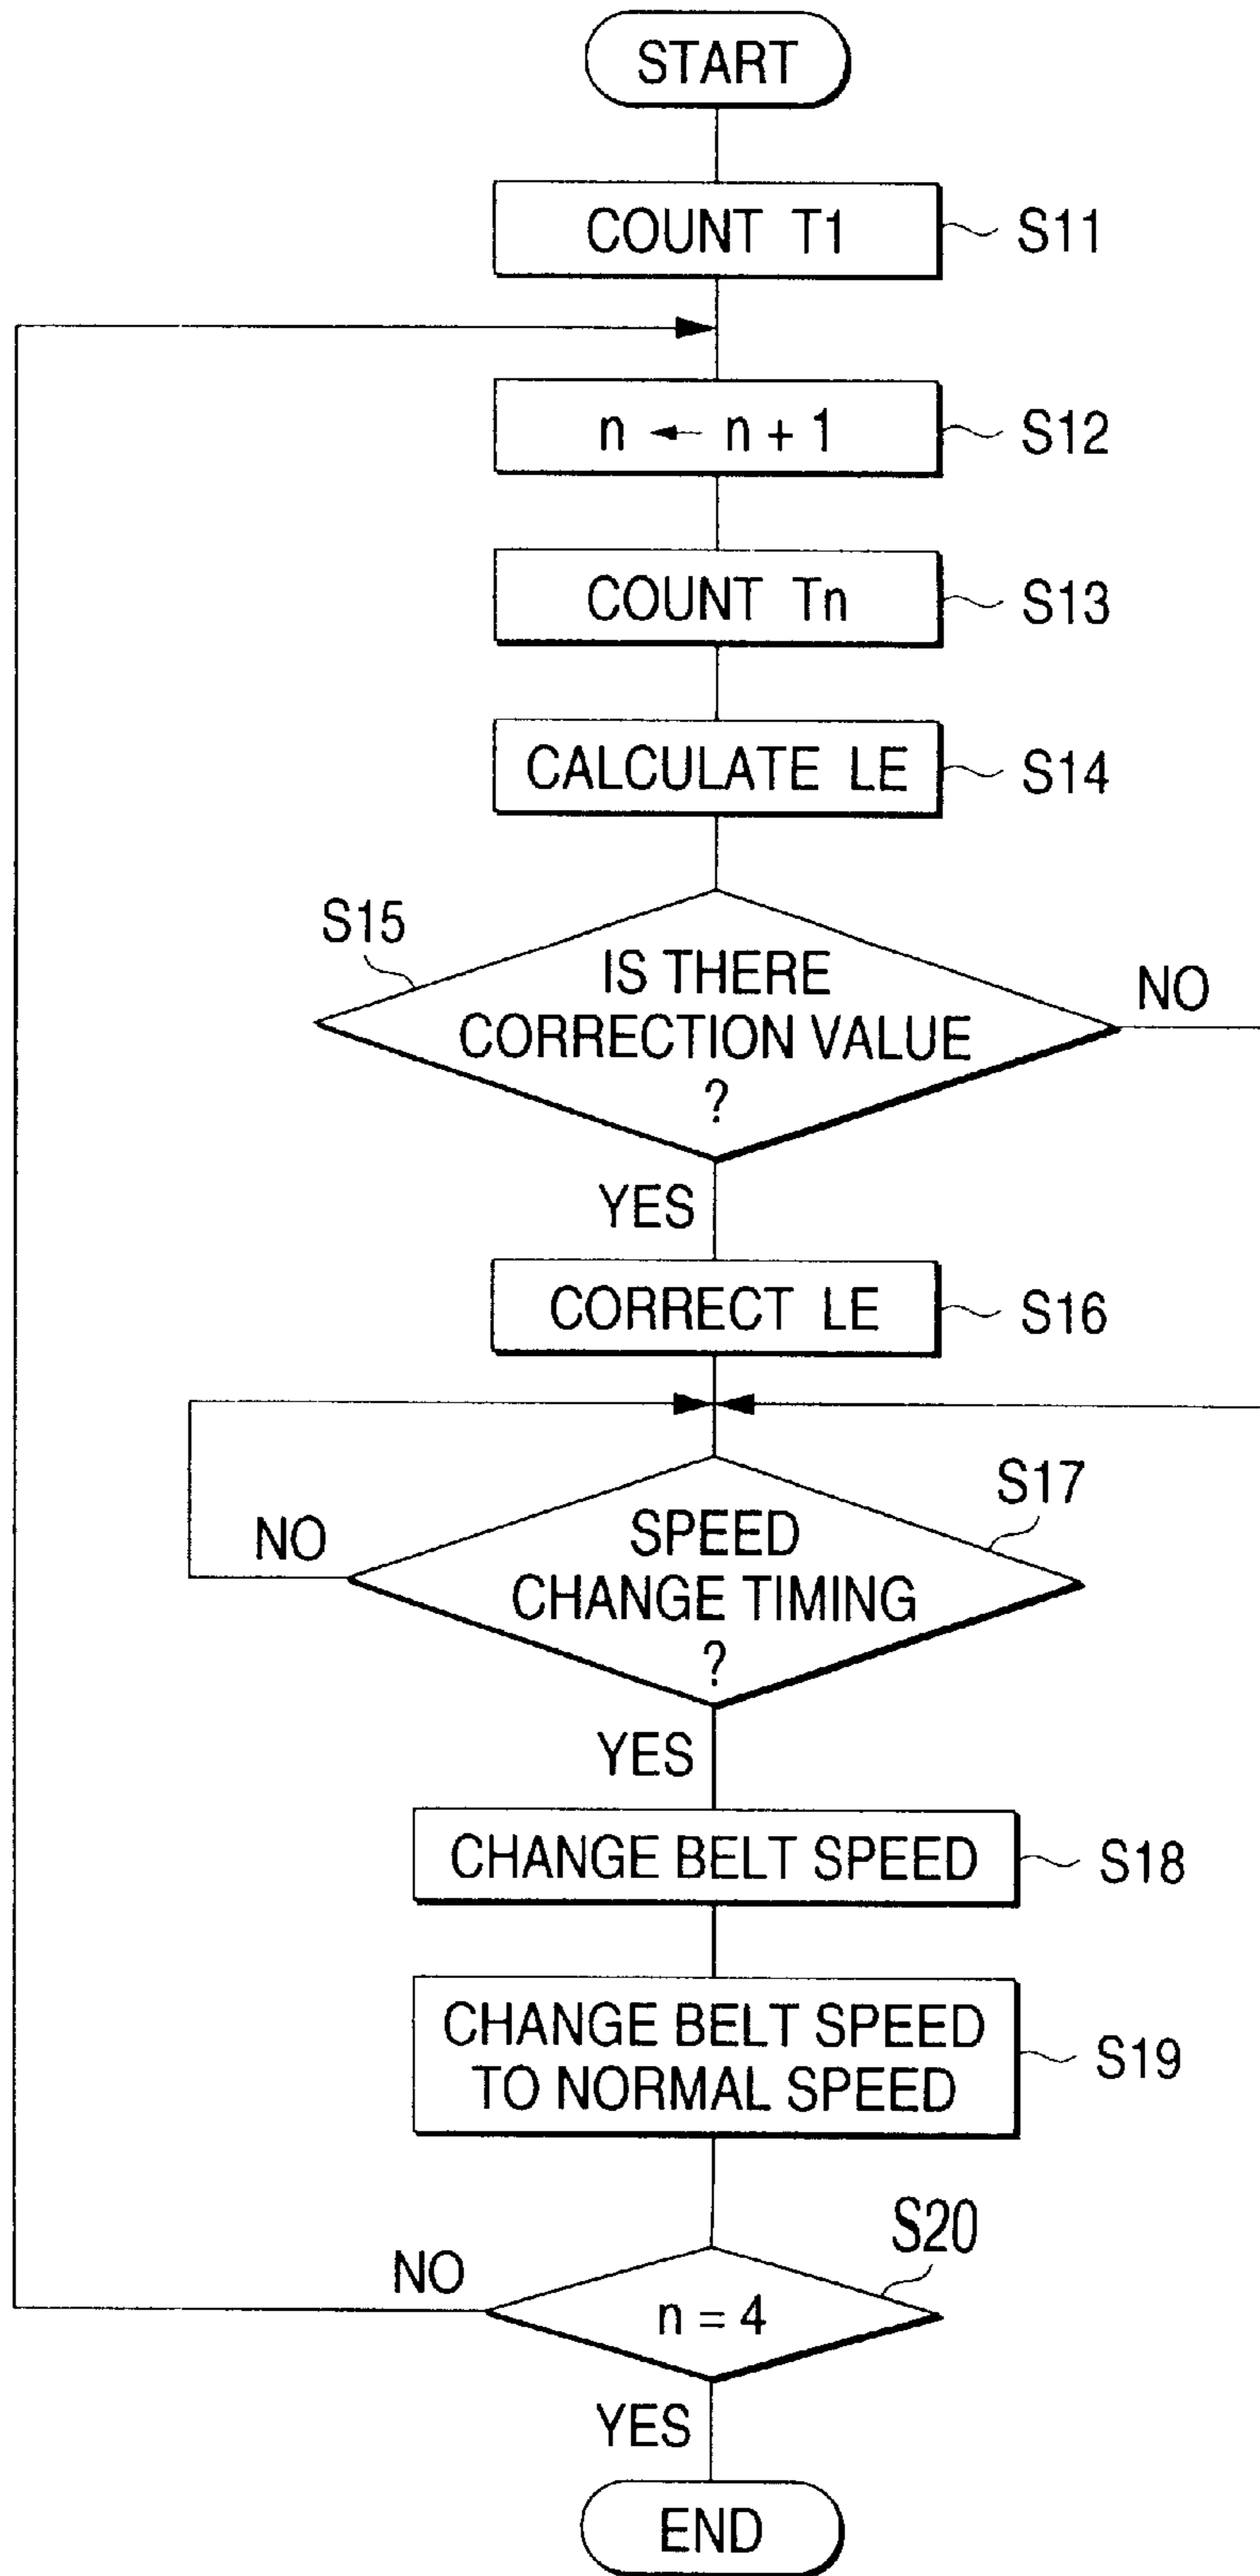 START
COUNT T1
S11
n ← n + 1
S12
COUNT Tn
S13
CALCULATE LE
S14
S15
IS THERE
CORRECTION VALUE
?
NO
YES
CORRECT LE
S16
S17
NO
SPEED
CHANGE TIMING
?
YES
CHANGE BELT SPEED
S18
CHANGE BELT SPEED
TO NORMAL SPEED
S19
S20
NO
n = 4
YES
END